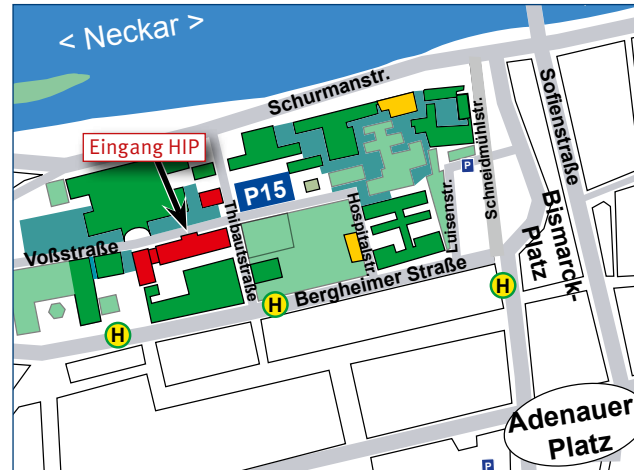 < Neckar >
Schurmanstr.
Eingang HIP
P15
Voßstraße
Thibautstraße
Hospitalstr.
Luisenstr.
P
Schneidmühlstr.
Sofienstraße
Bismarck-
Platz
Bergheimer Straße
H
H
H
Adenauer
Platz
P